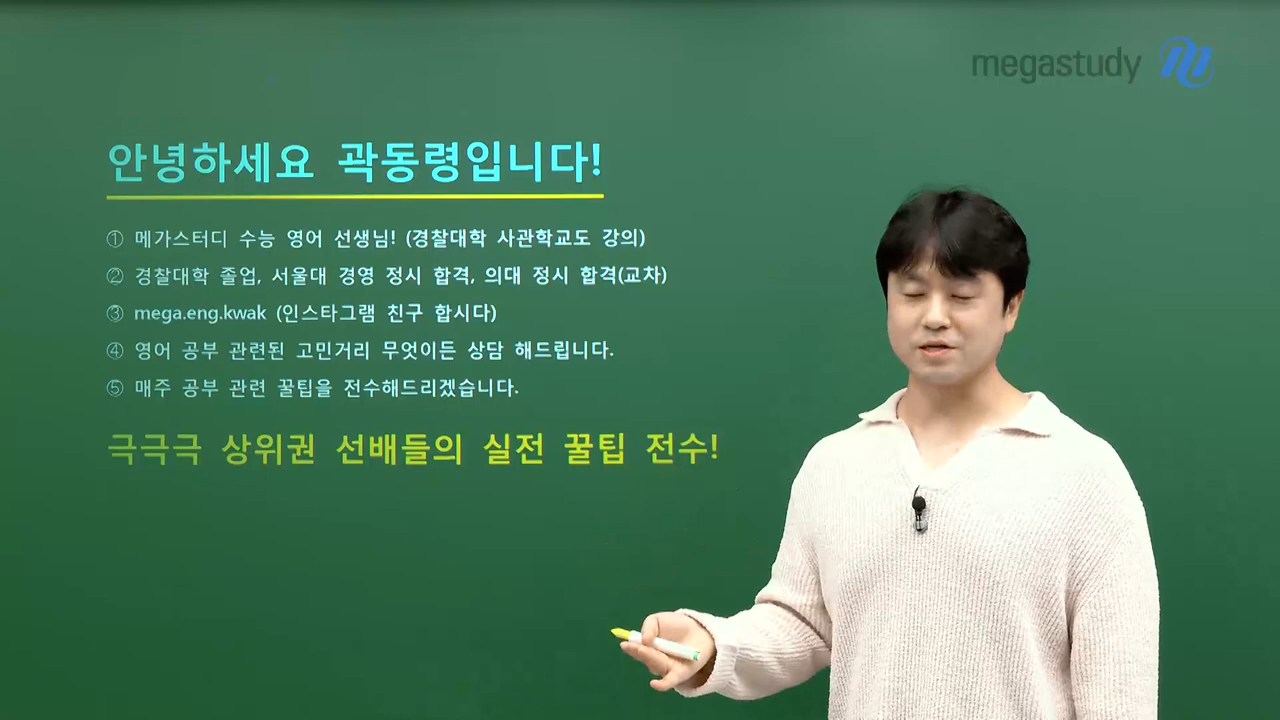 megastudy
안녕하세요 곽동령입니다!
① 메가스터디 수능 영어 선생님! (경찰대학 사관학교도 강의)
② 경찰대학 졸업, 서울대 경영 정시 합격, 의대 정시 합격(교차)
③ mega.eng.kwak (인스타그램 친구 합시다)
④ 영어 공부 관련된 고민거리 무엇이든 상담 해드립니다.
⑤ 매주 공부 관련 꿀팁을 전수해드리겠습니다.
극극극 상위권 선배들의 실전 꿀팁 전수!